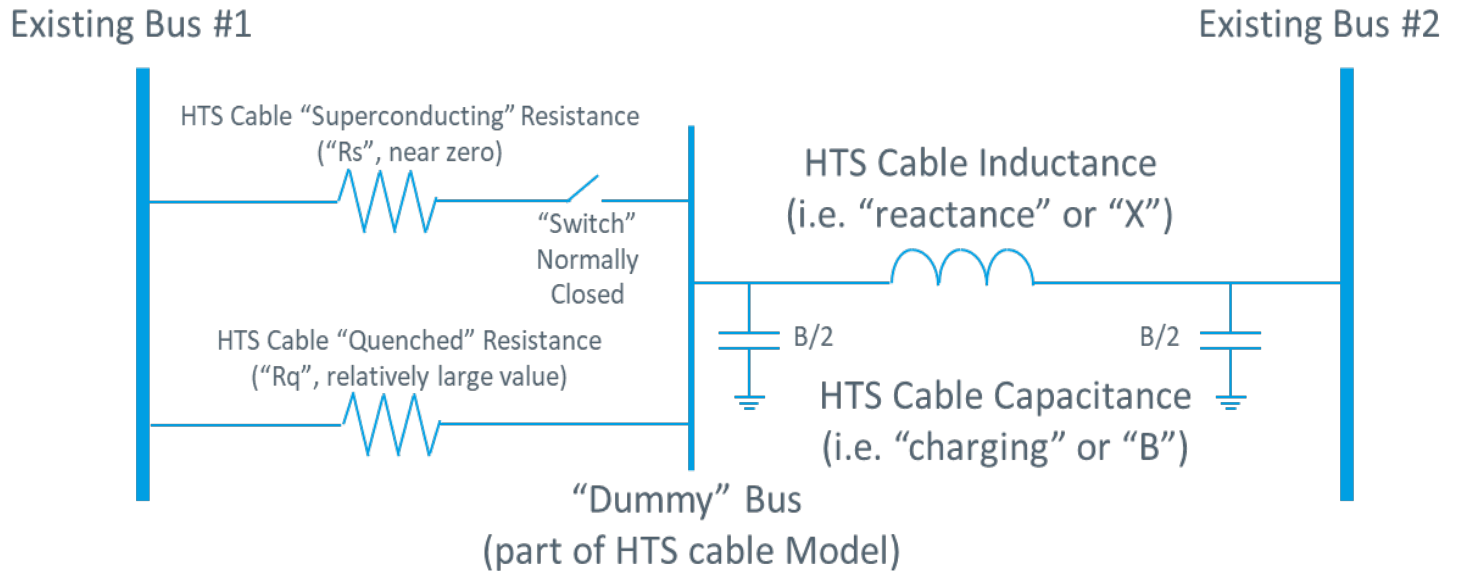 Existing Bus #1
Existing Bus #2
HTS Cable “Superconducting” Resistance
(“Rs”, near zero)
“Switch”
Normally
Closed
HTS Cable Inductance
(i.e. “reactance” or “X”)
HTS Cable “Quenched” Resistance
(“Rq”, relatively large value)
B/2
B/2
HTS Cable Capacitance
(i.e. “charging” or “B”)
“Dummy” Bus
(part of HTS cable Model)